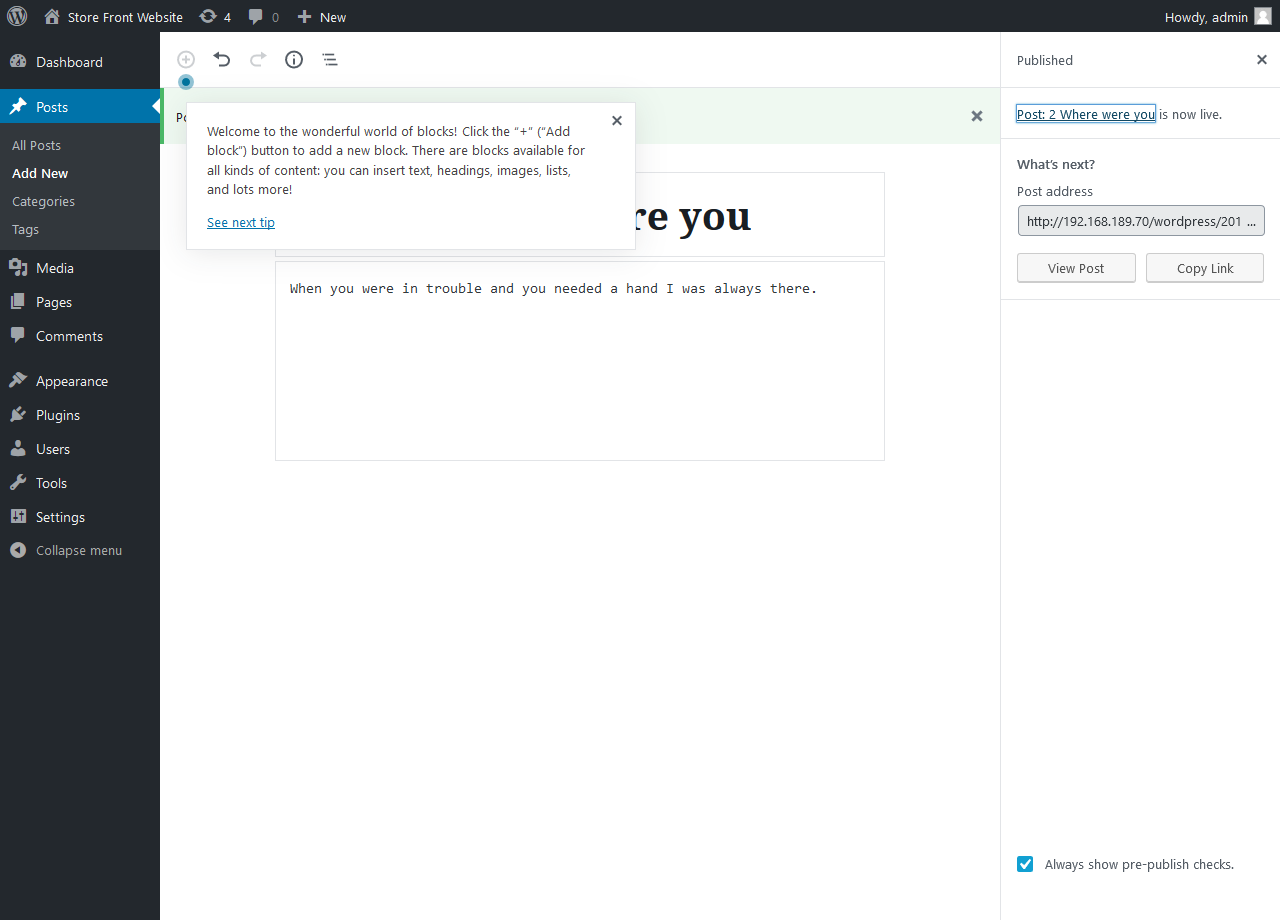 Store Front Website 4 0 New Howdy, admin
Dashboard
Posts
All Posts
Add New
Categories
Tags
Media
Pages
Comments
Appearance
Plugins
Users
Tools
Settings
Collapse menu
Welcome to the wonderful world of blocks! Click the “+” (“Add
block”) button to add a new block. There are blocks available for
all kinds of content: you can insert text, headings, images, lists,
and lots more!
See next tip
you
When you were in trouble and you needed a hand I was always there.
Published
Post: 2 Where were you is now live.
What’s next?
Post address
http://192.168.189.70/wordpress/201 ...
View Post Copy Link
Always show pre-publish checks.